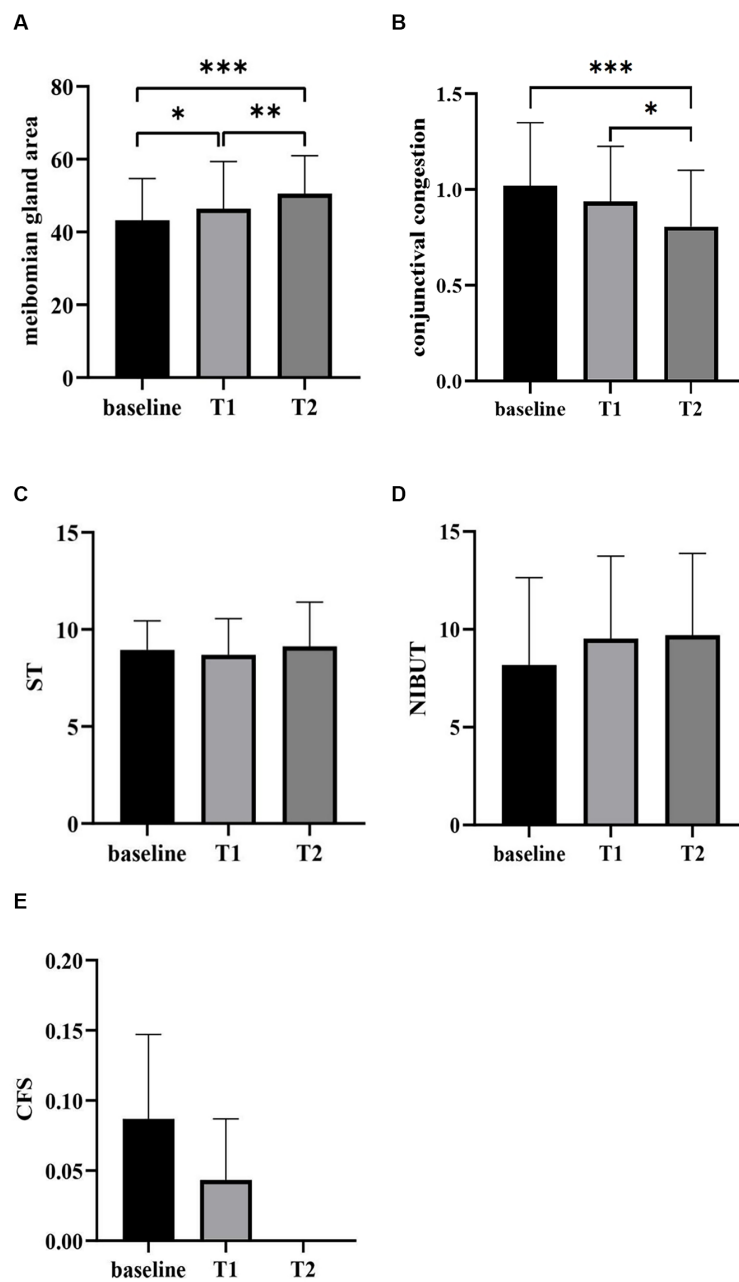 A
meibomian gland area
80
60
40
20
0
***
*
**
baseline T1 T2
B
conjunctival congestion
1.5
1.0
0.5
0.0
***
*
baseline T1 T2
C
ST
15
10
5
0
baseline T1 T2
D
NIBUT
15
10
5
0
baseline T1 T2
E
CFS
0.20
0.15
0.10
0.05
0.00
baseline T1 T2